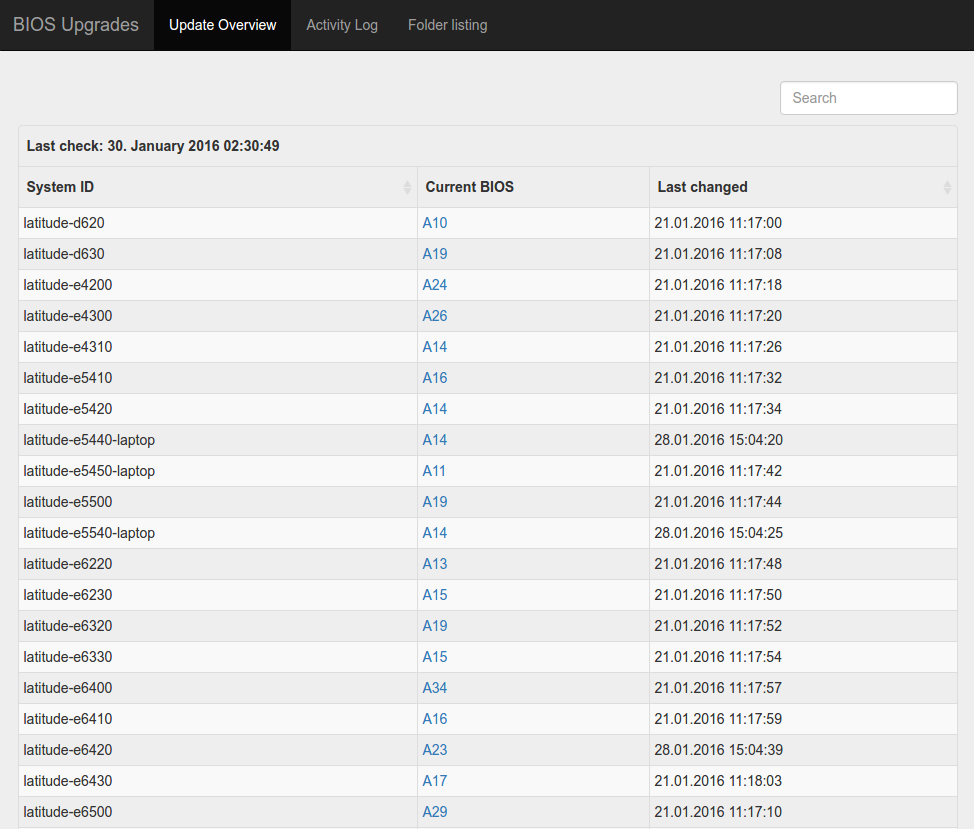 BIOS Upgrades Update Overview Activity Log Folder listing
Search
Last check: 30. January 2016 02:30:49
System ID Current BIOS Last changed
latitude-d620 A10 21.01.2016 11:17:00
latitude-d630 A19 21.01.2016 11:17:08
latitude-e4200 A24 21.01.2016 11:17:18
latitude-e4300 A26 21.01.2016 11:17:20
latitude-e4310 A14 21.01.2016 11:17:26
latitude-e5410 A16 21.01.2016 11:17:32
latitude-e5420 A14 21.01.2016 11:17:34
latitude-e5440-laptop A14 28.01.2016 15:04:20
latitude-e5450-laptop A11 21.01.2016 11:17:42
latitude-e5500 A19 21.01.2016 11:17:44
latitude-e5540-laptop A14 28.01.2016 15:04:25
latitude-e6220 A13 21.01.2016 11:17:48
latitude-e6230 A15 21.01.2016 11:17:50
latitude-e6320 A19 21.01.2016 11:17:52
latitude-e6330 A15 21.01.2016 11:17:54
latitude-e6400 A34 21.01.2016 11:17:57
latitude-e6410 A16 21.01.2016 11:17:59
latitude-e6420 A23 28.01.2016 15:04:39
latitude-e6430 A17 21.01.2016 11:18:03
latitude-e6500 A29 21.01.2016 11:17:10